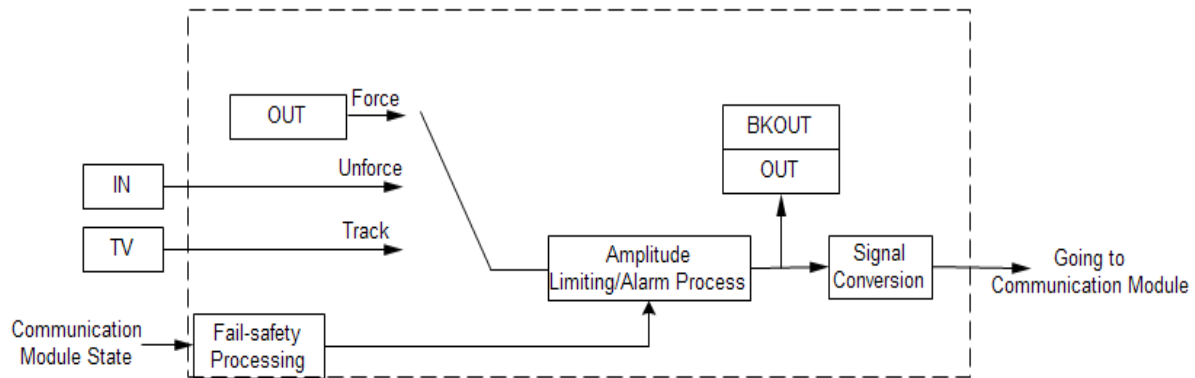 OUT
Force
BKOUT
OUT
IN
Unforce
TV
Track
Amplitude
Limiting/Alarm Process
Signal
Conversion
Going to
Communication Module
Communication
Module State
Fail-safety
Processing